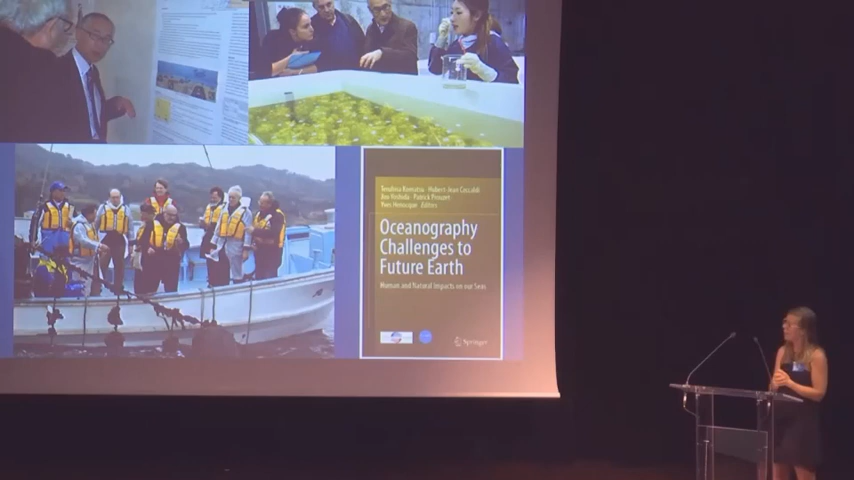 Teruhisa Komatsu · Hubert-Jean Ceccaldi
Jiro Yoshida · Patrick Prouzet
Yves Henocque Editors
Oceanography
Challenges to
Future Earth
Human and Natural Impacts on our Seas
Springer